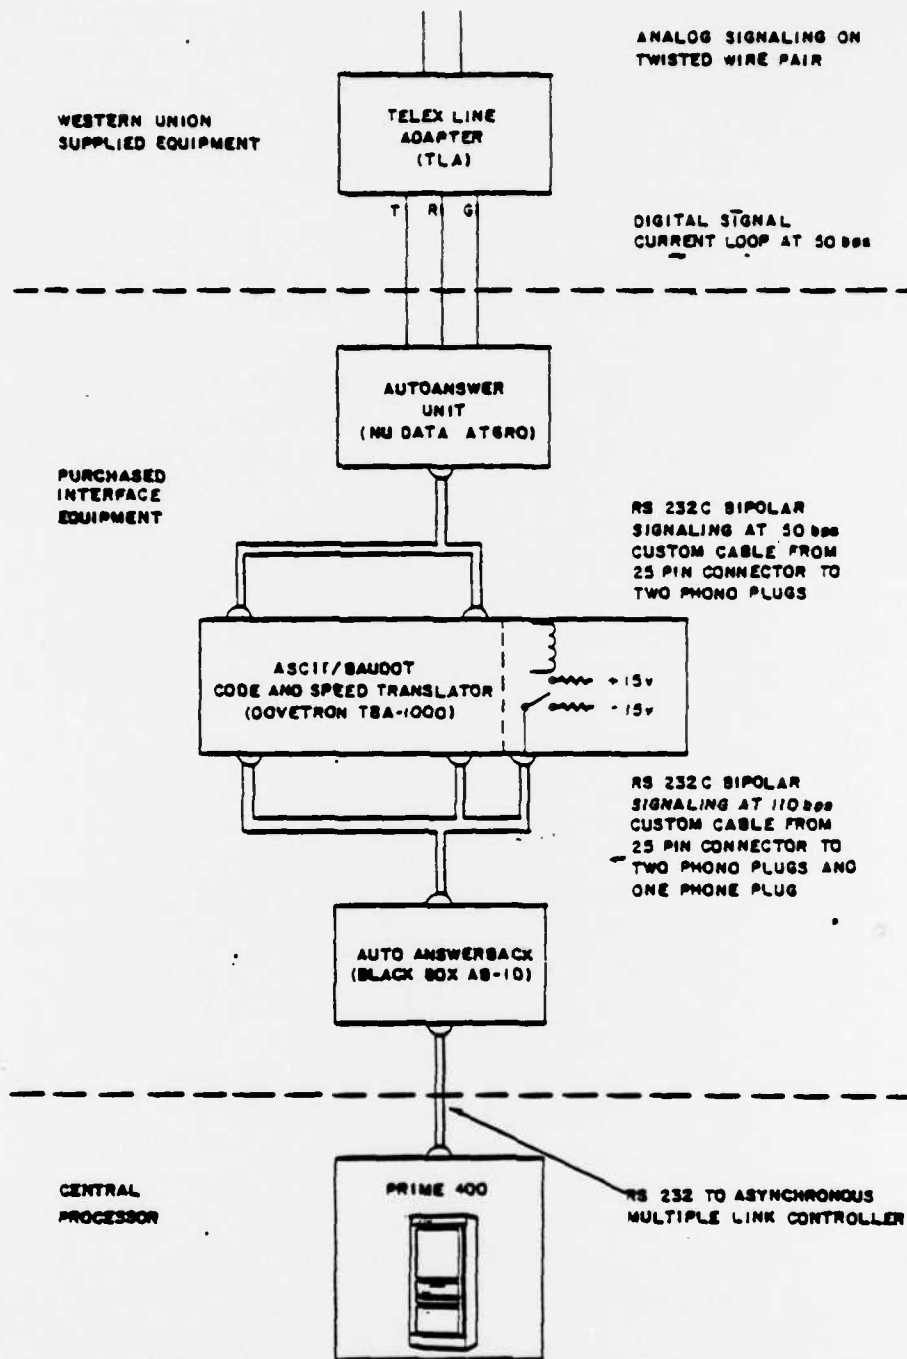 ANALOG SIGNALING ON
TWISTED WIRE PAIR
WESTERN UNION
SUPPLIED EQUIPMENT
TELEX LINE
ADAPTER
(TLA)
T R G
DIGITAL SIGNAL
CURRENT LOOP AT 50 bps
AUTOANSWER
UNIT
(NU DATA AT6RO)
PURCHASED
INTERFACE
EQUIPMENT
RS 232C BIPOLAR
SIGNALING AT 50 bps
CUSTOM CABLE FROM
25 PIN CONNECTOR TO
TWO PHONO PLUGS
ASCII/BAUDOT
CODE AND SPEED TRANSLATOR
(DOVETRON TBA-1000)
+15v
-15v
RS 232C BIPOLAR
SIGNALING AT 110 bps
CUSTOM CABLE FROM
25 PIN CONNECTOR TO
TWO PHONO PLUGS AND
ONE PHONE PLUG
AUTO ANSWERBACK
(BLACK BOX AB-10)
CENTRAL
PROCESSOR
PRIME 400
RS 232 TO ASYNCHRONOUS
MULTIPLE LINK CONTROLLER